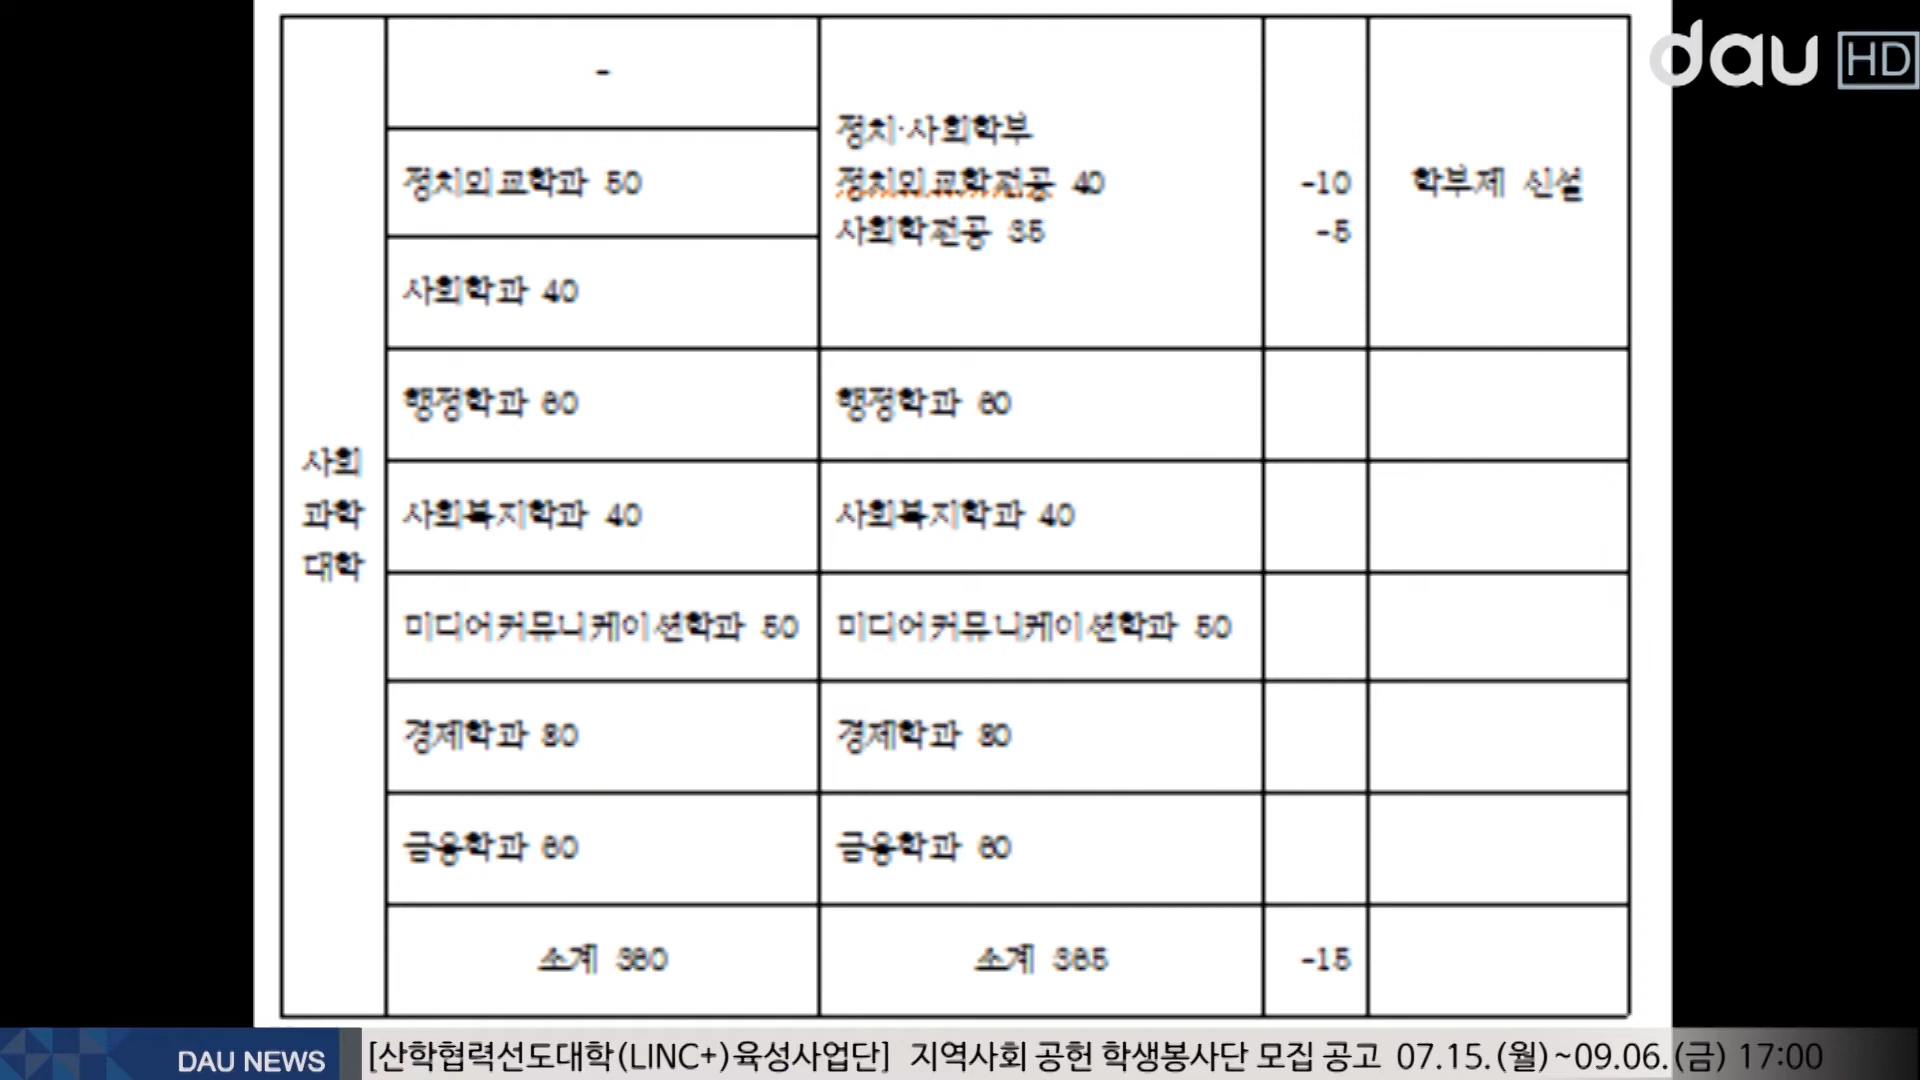 dau HD
-
정치·사회학부
정치외교학과 50
정치외교학전공 40
-10
학부제 신설
사회학전공 35
-5
사회학과 40
행정학과 60
행정학과 60
사회
과학
대학
사회복지학과 40
사회복지학과 40
미디어커뮤니케이션학과 50
미디어커뮤니케이션학과 50
경제학과 80
경제학과 80
금융학과 60
금융학과 60
소계 380
소계 365
-15
DAU NEWS
[산학협력선도대학(LINC+)육성사업단] 지역사회 공헌 학생봉사단 모집 공고 07.15.(월)~09.06.(금) 17:00